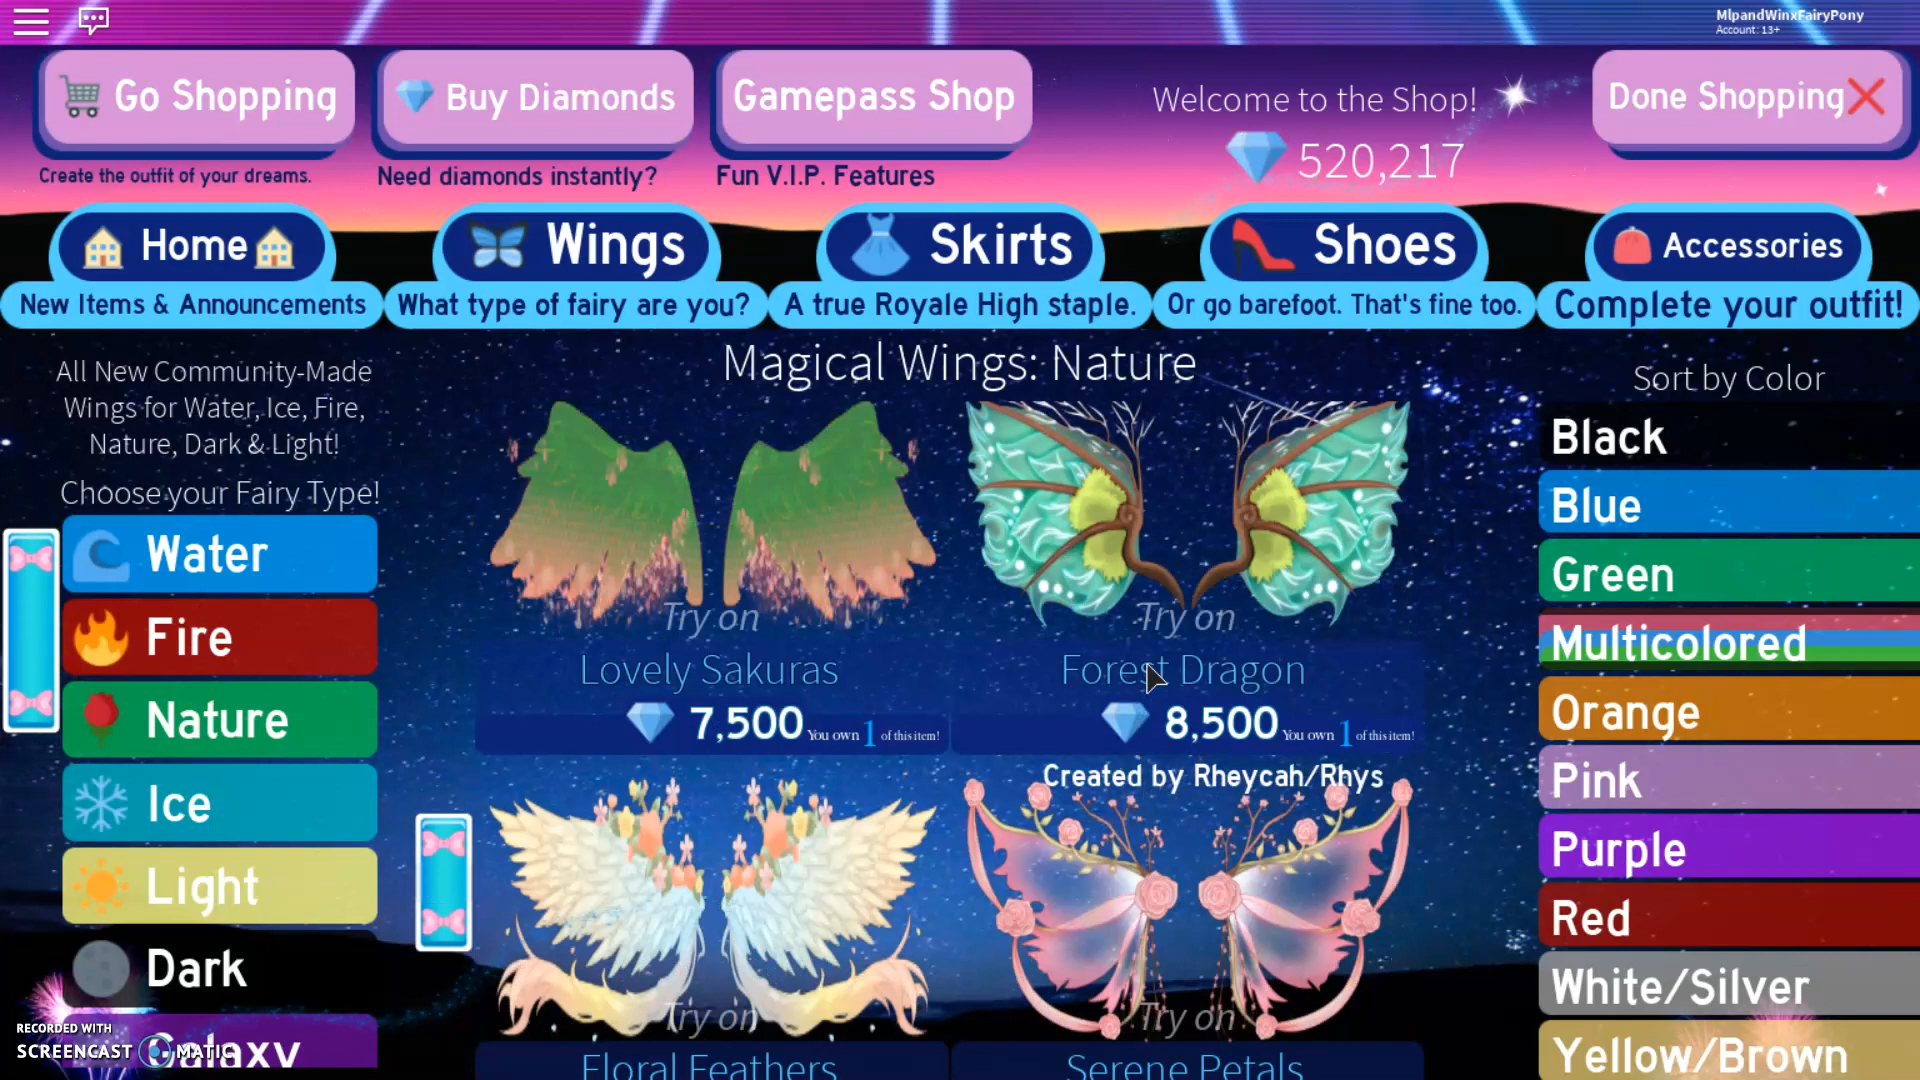 MlpandWinxFairyPony
Account: 13+
Go Shopping
Buy Diamonds
Gamepass Shop
Welcome to the Shop!
Done Shopping
520,217
Create the outfit of your dreams.
Need diamonds instantly?
Fun V.I.P. Features
Home
Wings
Skirts
Shoes
Accessories
New Items & Announcements
What type of fairy are you?
A true Royale High staple.
Or go barefoot. That's fine too.
Complete your outfit!
All New Community-Made
Wings for Water, Ice, Fire,
Nature, Dark & Light!
Choose your Fairy Type!
Water
Fire
Nature
Ice
Light
Dark
Galaxy
Magical Wings: Nature
Try on
Try on
Lovely Sakuras
Forest Dragon
7,500 You own 1 of this item!
8,500 You own 1 of this item!
Created by Rheycah/Rhys
Try on
Try on
Floral Feathers
Serene Petals
Sort by Color
Black
Blue
Green
Multicolored
Orange
Pink
Purple
Red
White/Silver
Yellow/Brown
RECORDED WITH
SCREENCAST MATIC